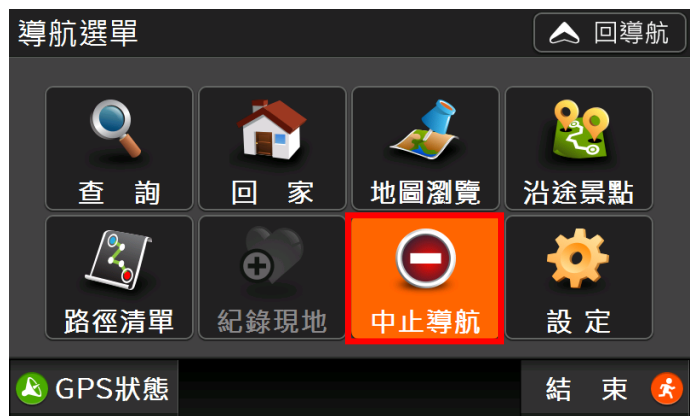 導航選單
回導航
查 詢
回 家
地圖瀏覽
沿途景點
路徑清單
紀錄現地
中止導航
設 定
GPS狀態
結 束